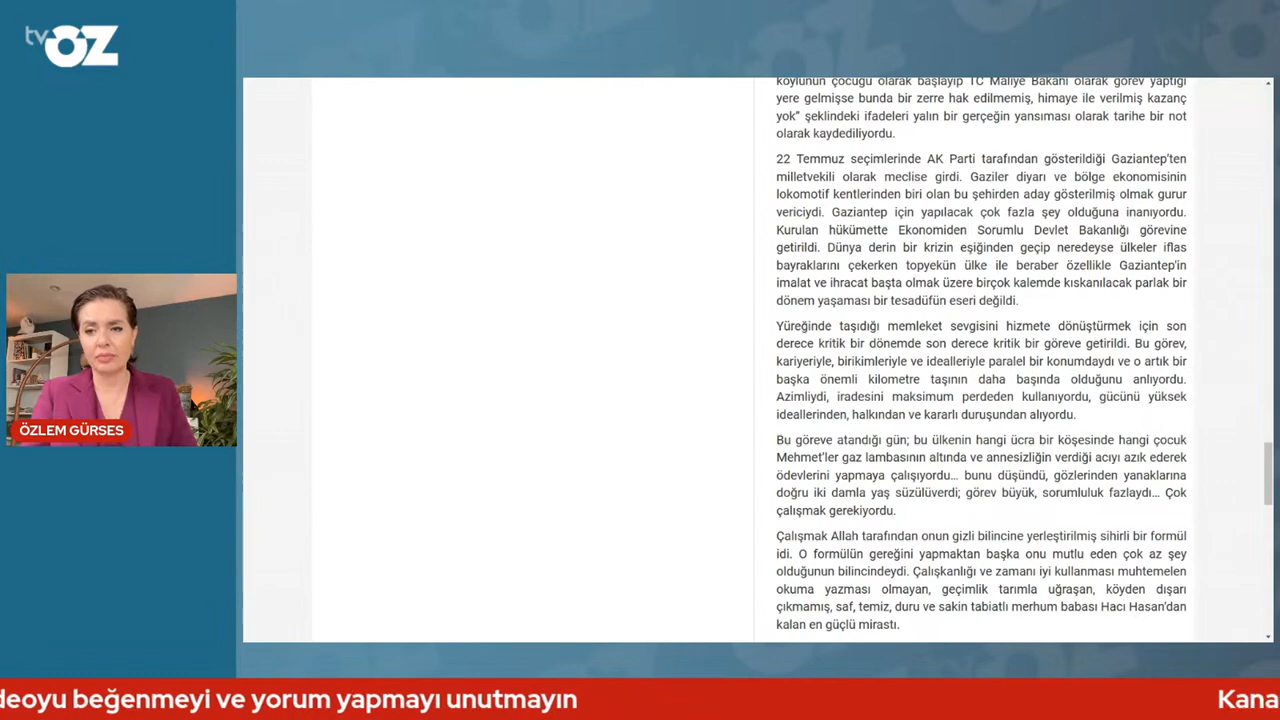 tv
ÖZ
köylünün çocuğu olarak başlayıp TC Maliye Bakanı olarak görev yaptığı
yere gelmişse bunda bir zerre hak edilmemiş, himaye ile verilmiş kazanç
yok” şeklindeki ifadeleri yalın bir gerçeğin yansıması olarak tarihe bir not
olarak kaydediliyordu.
22 Temmuz seçimlerinde AK Parti tarafından gösterildiği Gaziantep’ten
milletvekili olarak meclise girdi. Gaziler diyarı ve bölge ekonomisinin
lokomotif kentlerinden biri olan bu şehirden aday gösterilmiş olmak gurur
vericiydi. Gaziantep için yapılacak çok fazla şey olduğuna inanıyordu.
Kurulan hükümette Ekonomiden Sorumlu Devlet Bakanlığı görevine
getirildi. Dünya derin bir krizin eşiğinden geçip neredeyse ülkeler iflas
bayraklarını çekerken topyekün ülke ile beraber özellikle Gaziantep’in
imalat ve ihracat başta olmak üzere birçok kalemde kıskanılacak parlak bir
dönem yaşaması bir tesadüfün eseri değildi.
Yüreğinde taşıdığı memleket sevgisini hizmete dönüştürmek için son
derece kritik bir dönemde son derece kritik bir göreve getirildi. Bu görev,
kariyeriyle, birikimleriyle ve idealleriyle paralel bir konumdaydı ve o artık bir
başka önemli kilometre taşının daha başında olduğunu anlıyordu.
Azimliydi, iradesini maksimum perdeden kullanıyordu, gücünü yüksek
ideallerinden, halkından ve kararlı duruşundan alıyordu.
Bu göreve atandığı gün; bu ülkenin hangi ücra bir köşesinde hangi çocuk
Mehmet’ler gaz lambasının altında ve annesizliğin verdiği acıyı azık ederek
ödevlerini yapmaya çalışıyordu… bunu düşündü, gözlerinden yanaklarına
doğru iki damla yaş süzülüverdi; görev büyük, sorumluluk fazlaydı… Çok
çalışmak gerekiyordu.
Çalışmak Allah tarafından onun gizli bilincine yerleştirilmiş sihirli bir formül
idi. O formülün gereğini yapmaktan başka onu mutlu eden çok az şey
olduğunun bilincindeydi. Çalışkanlığı ve zamanı iyi kullanması muhtemelen
okuma yazması olmayan, geçimlik tarımla uğraşan, köyden dışarı
çıkmamış, saf, temiz, duru ve sakin tabiatlı merhum babası Hacı Hasan’dan
kalan en güçlü mirastı.
ÖZLEM GÜRSES
deoyu beğenmeyi ve yorum yapmayı unutmayın
Kana